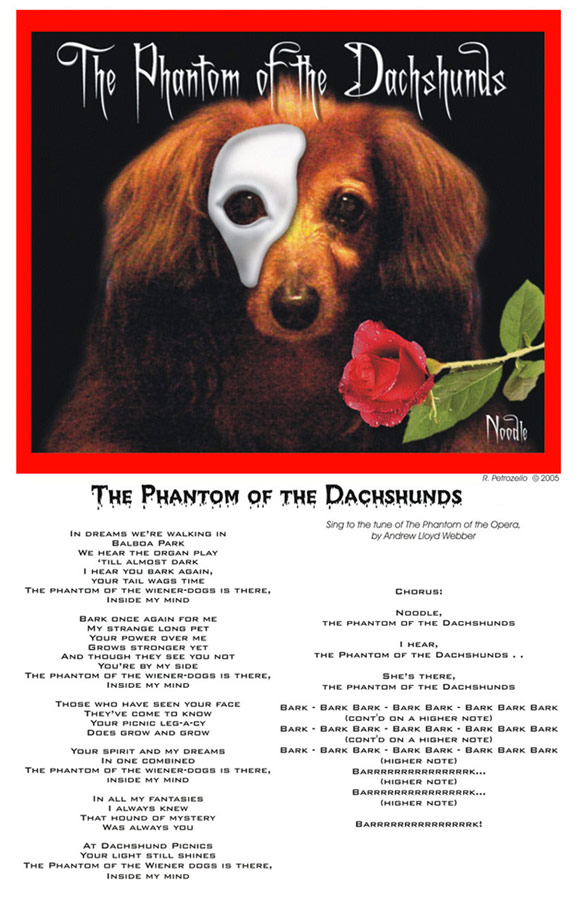 The Phantom of the Dachshunds
Noodle
R. Petrozello © 2005
The Phantom of the Dachshunds
Sing to the tune of The Phantom of the Opera,
by Andrew Lloyd Webber
In dreams we're walking in
Balboa Park
We hear the organ play
'till almost dark
I hear you bark again,
your tail wags time
The phantom of the wiener-dogs is there,
Inside my mind
Bark once again for me
My strange long pet
Your power over me
Grows stronger yet
And though they see you not
You're by my side
The phantom of the wiener-dogs is there,
Inside my mind
Those who have seen your face
They've come to know
Your picnic leg-a-cy
Does grow and grow
Your spirit and my dreams
In one combined
The phantom of the wiener-dogs is there,
inside my mind
In all my fantasies
I always knew
That hound of mystery
Was always you
At Dachshund Picnics
Your light still shines
The Phantom of the Wiener dogs is there,
Inside my mind
Chorus:
Noodle,
the phantom of the Dachshunds
I hear,
the Phantom of the Dachshunds . .
She's there,
the phantom of the Dachshunds
Bark - Bark Bark - Bark Bark - Bark Bark Bark
(cont'd on a higher note)
Bark - Bark Bark - Bark Bark - Bark Bark Bark
(cont'd on a higher note)
Bark - Bark Bark - Bark Bark - Bark Bark Bark
(higher note)
Barrrrrrrrrrrrrrrrk...
(higher note)
Barrrrrrrrrrrrrrrrk...
(higher note)
Barrrrrrrrrrrrrrrrk!